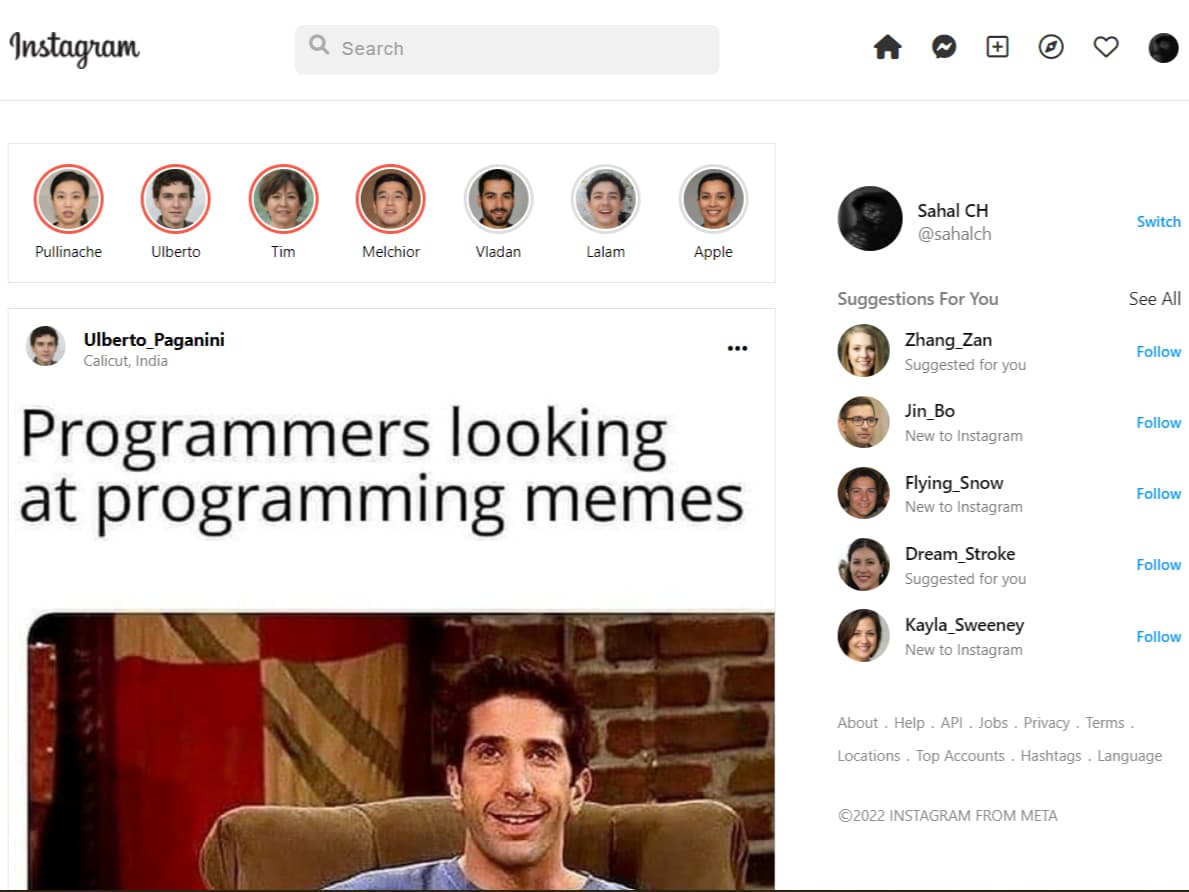 Instagram
Search
Pullinache Ulberto Tim Melchior Vladan Lalam Apple
Ulberto_Paganini
Calicut, India
Programmers looking
at programming memes
Sahal CH
@sahalch
Switch
Suggestions For You See All
Zhang_Zan
Suggested for you
Follow
Jin_Bo
New to Instagram
Follow
Flying_Snow
New to Instagram
Follow
Dream_Stroke
Suggested for you
Follow
Kayla_Sweeney
New to Instagram
Follow
About . Help . API . Jobs . Privacy . Terms .
Locations . Top Accounts . Hashtags . Language
©2022 INSTAGRAM FROM META